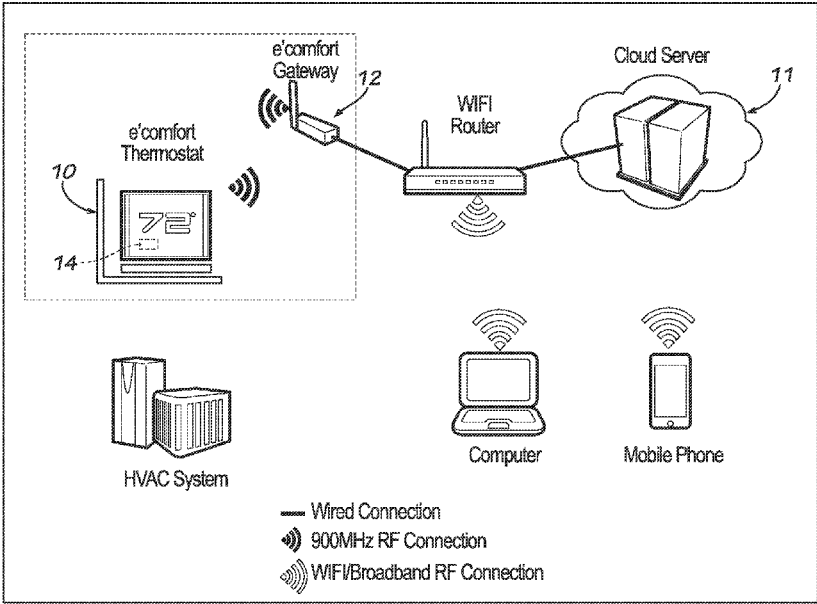 e'comfort
Gateway
12
Cloud Server
11
WIFI
Router
e'comfort
Thermostat
10
72°
14
HVAC System
Computer
Mobile Phone
Wired Connection
900MHz RF Connection
WIFI/Broadband RF Connection